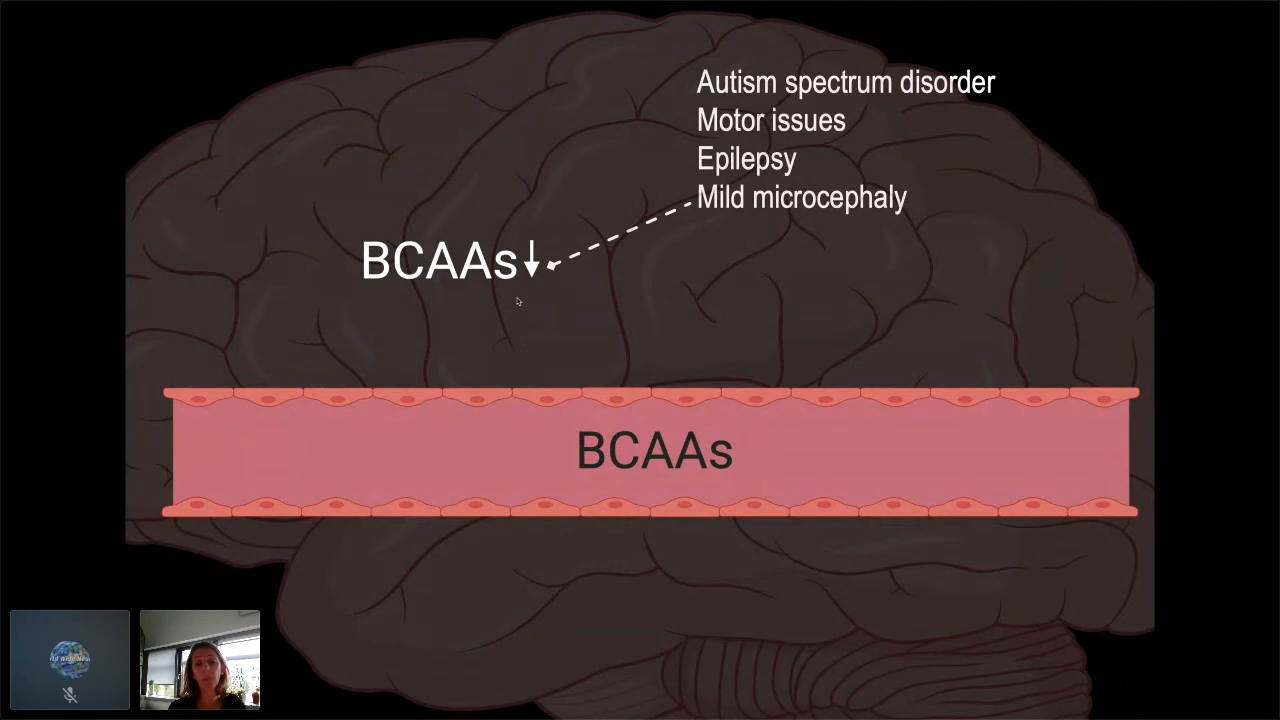 Autism spectrum disorder
Motor issues
Epilepsy
Mild microcephaly
BCAAs↓
BCAAs